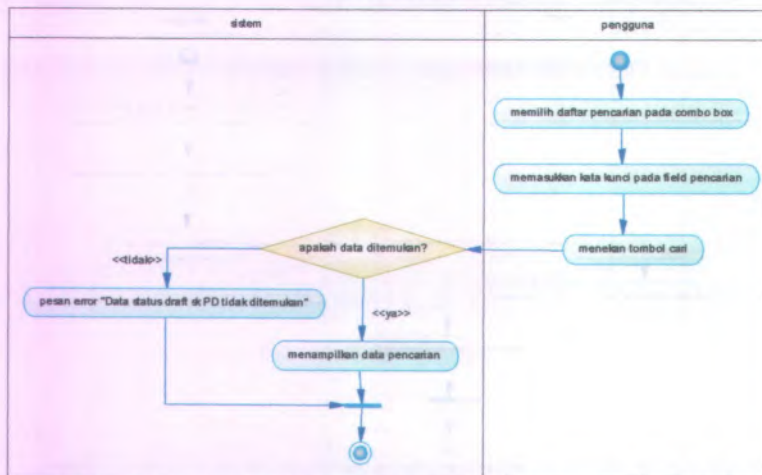 sistem
pengguna
memilih daftar pencarian pada combo box
memasukkan kata kunci pada field pencarian
menekan tombol cari
apakah data ditemukan?
<<tidak>>
pesan error "Data status draft sk PD tidak ditemukan"
<<ya>>
menampilkan data pencarian